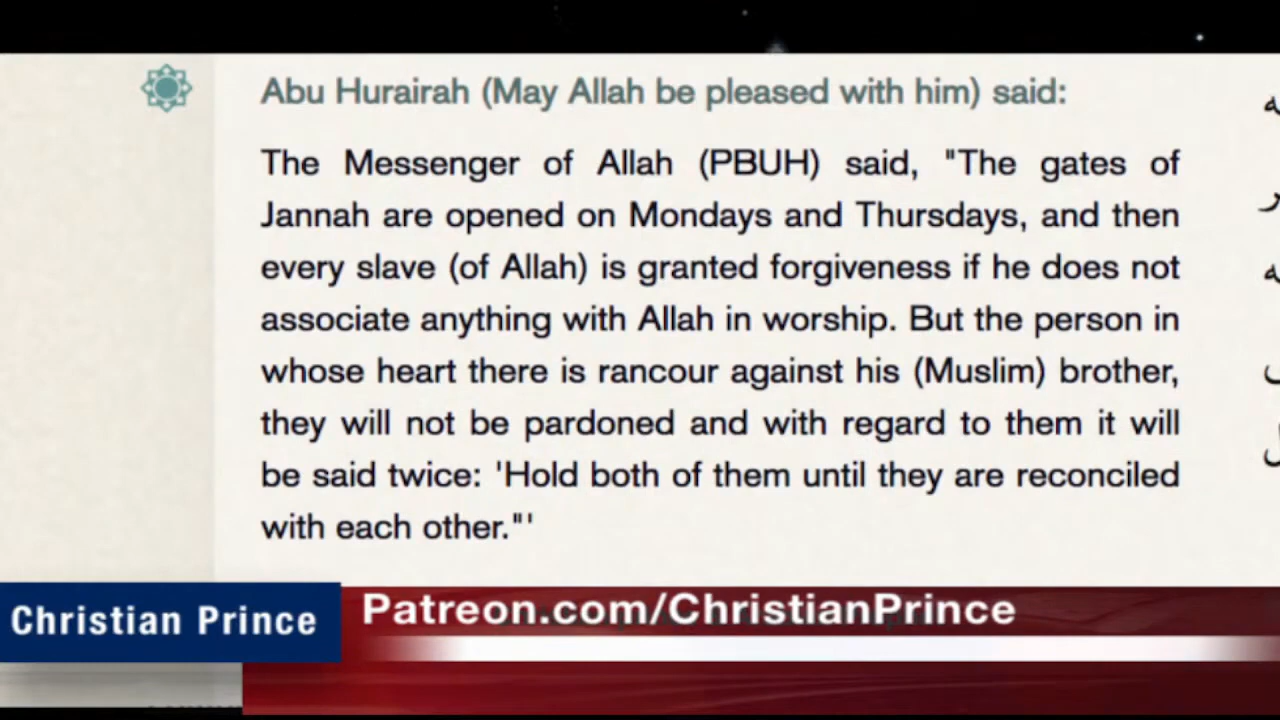 Abu Hurairah (May Allah be pleased with him) said:
The Messenger of Allah (PBUH) said, "The gates of
Jannah are opened on Mondays and Thursdays, and then
every slave (of Allah) is granted forgiveness if he does not
associate anything with Allah in worship. But the person in
whose heart there is rancour against his (Muslim) brother,
they will not be pardoned and with regard to them it will
be said twice: 'Hold both of them until they are reconciled
with each other."'
Christian Prince
Patreon.com/ChristianPrince